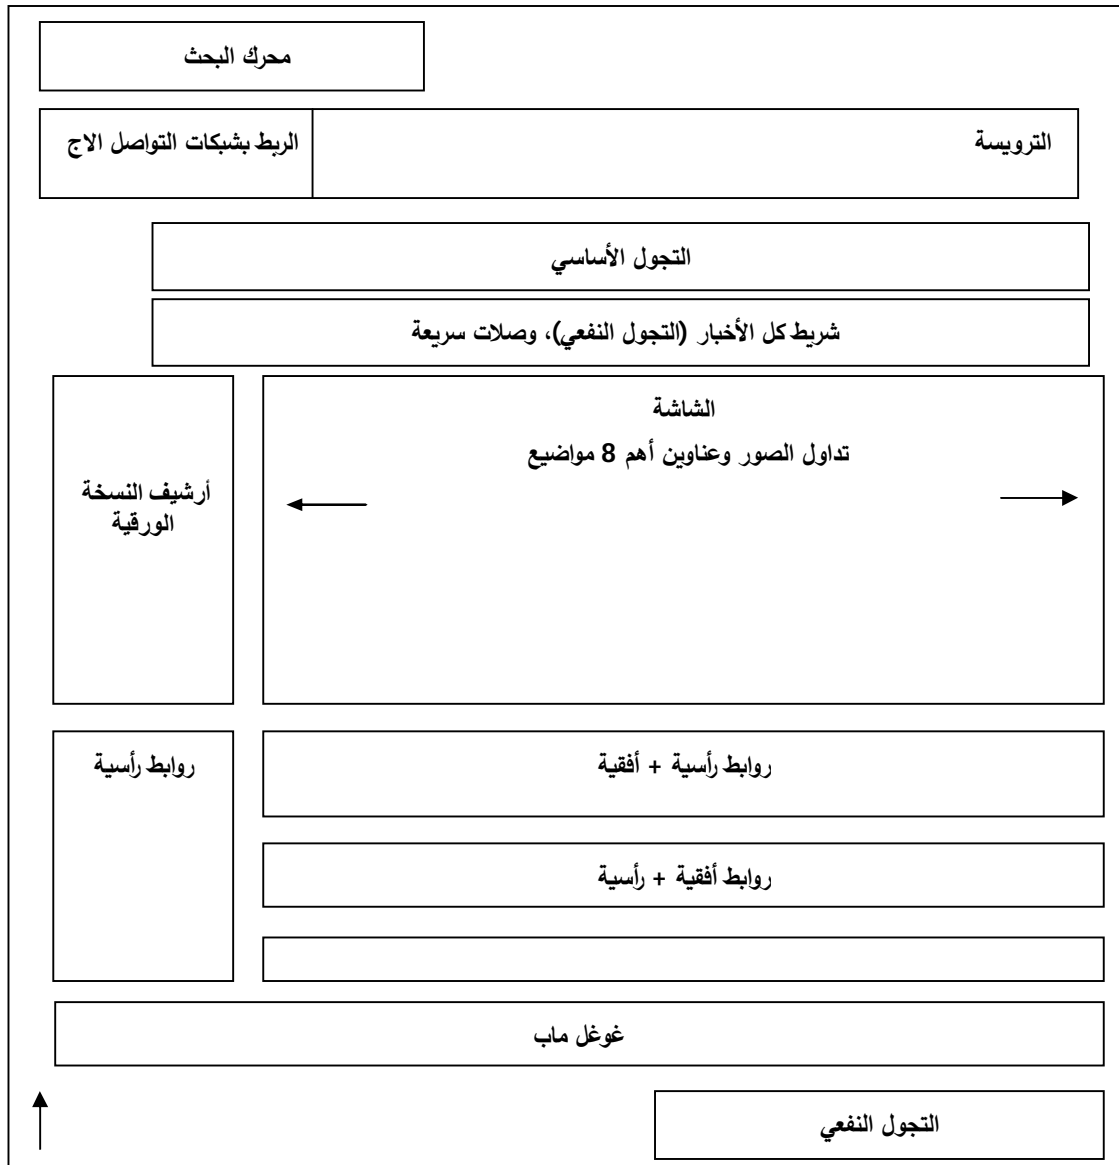 محرك البحث
الترويسة
الربط بشبكات التواصل الاج
التجول الأساسي
شريط كل الأخبار (التجول النفعي)، وصلات سريعة
الشاشة
تداول الصور وعناوين أهم 8 مواضيع
أرشيف النسخة
الورقية
روابط رأسية + أفقية
روابط رأسية
روابط أفقية + رأسية
غوغل ماب
التجول النفعي